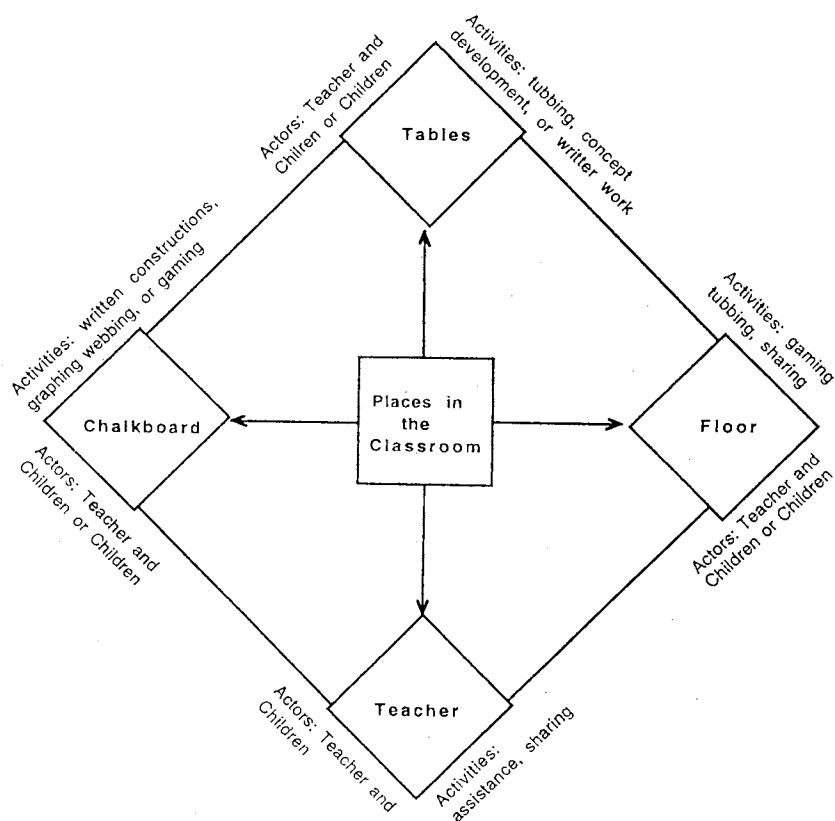 Actors: Teacher and
Chilren or Children
Activities: tubbing, concept
development, or writter work
Tables
Activities: written constructions,
graphing webbing, or gaming
Activities: gaming
tubbing, sharing
Chalkboard
Places in
the
Classroom
Floor
Actors: Teacher and
Children or Children
Actors: Teacher and
Children or Children
Teacher
Actors: Teacher and
Children
Activities:
assistance, sharing